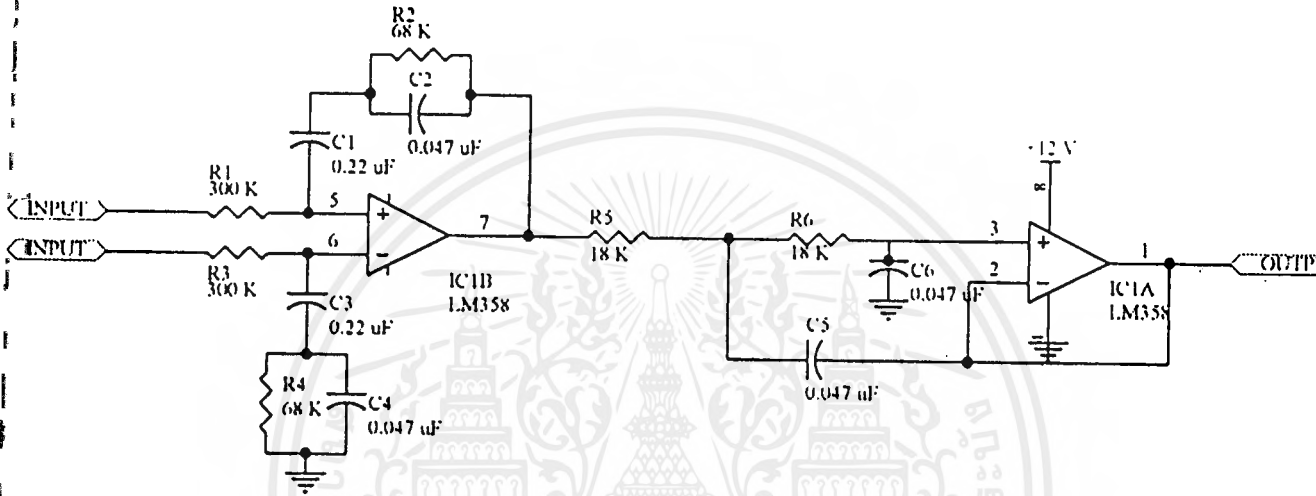 R2
68 K
C2
0.047 uF
C1
0.22 uF
R1
300 K
INPUT
5
+
7
INPUT
6
-
R3
300 K
C3
0.22 uF
IC1B
LM358
R4
68 K
C4
0.047 uF
R5
18 K
R6
18 K
C6
0.047 uF
C5
0.047 uF
12 V
8
3
+
2
-
1
IC1A
LM358
OUTP